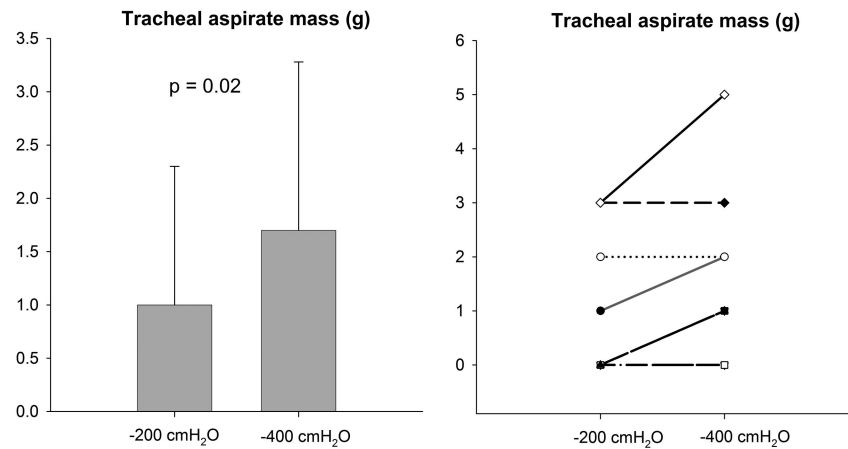 Tracheal aspirate mass (g)
3.5
3.0
2.5
2.0
1.5
1.0
0.5
0.0
p = 0.02
-200 cmH₂O
-400 cmH₂O
Tracheal aspirate mass (g)
6
5
4
3
2
1
0
-200 cmH₂O
-400 cmH₂O